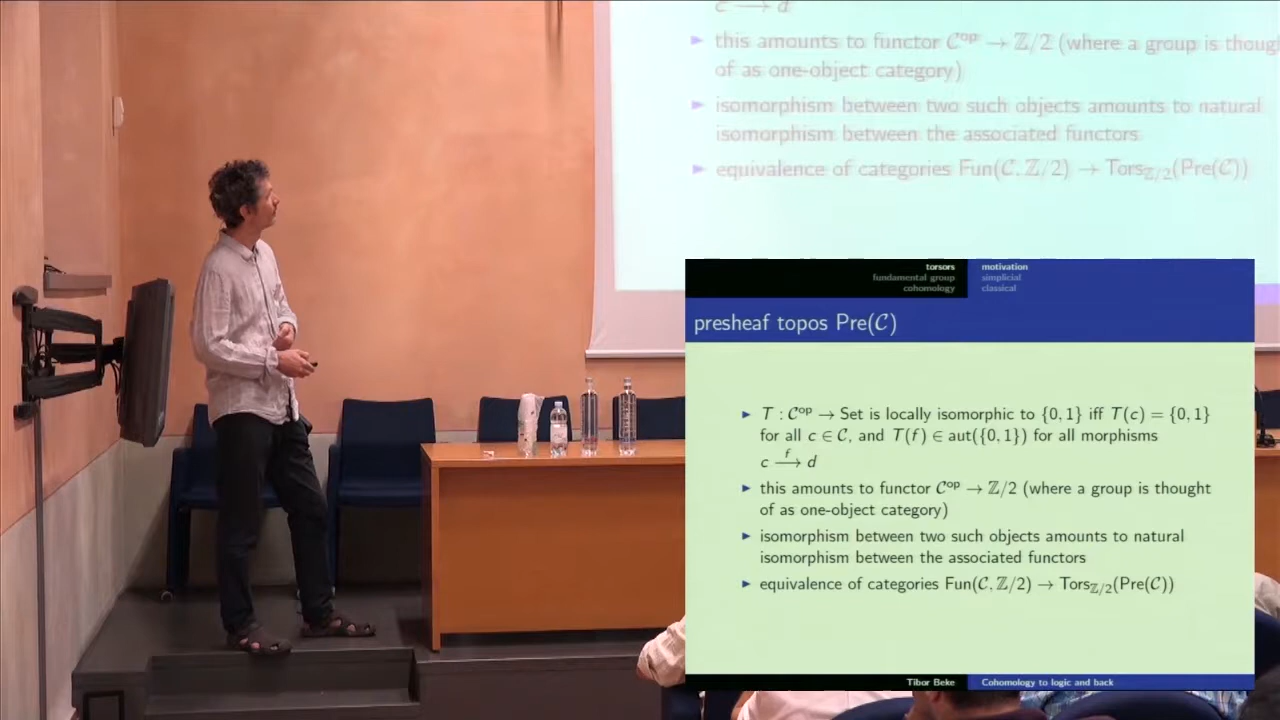 c ⟶ d
▶ this amounts to functor 𝒞ᵒᵖ → ℤ/2 (where a group is
of as one-object category)
▶ isomorphism between two such objects amounts to natural
isomorphism between the associated functors
▶ equivalence of categories Fun(𝒞, ℤ/2) → Tors_ℤ/2(Pre(𝒞))
torsors motivation
fundamental group simplicial
cohomology classical
presheaf topos Pre(𝒞)
▶ T : 𝒞ᵒᵖ → Set is locally isomorphic to {0, 1} iff T(c) = {0, 1}
for all c ∈ 𝒞, and T(f) ∈ aut({0, 1}) for all morphisms
c —f→ d
▶ this amounts to functor 𝒞ᵒᵖ → ℤ/2 (where a group is thought
of as one-object category)
▶ isomorphism between two such objects amounts to natural
isomorphism between the associated functors
▶ equivalence of categories Fun(𝒞, ℤ/2) → Tors_ℤ/2(Pre(𝒞))
Tibor Beke Cohomology to logic and back